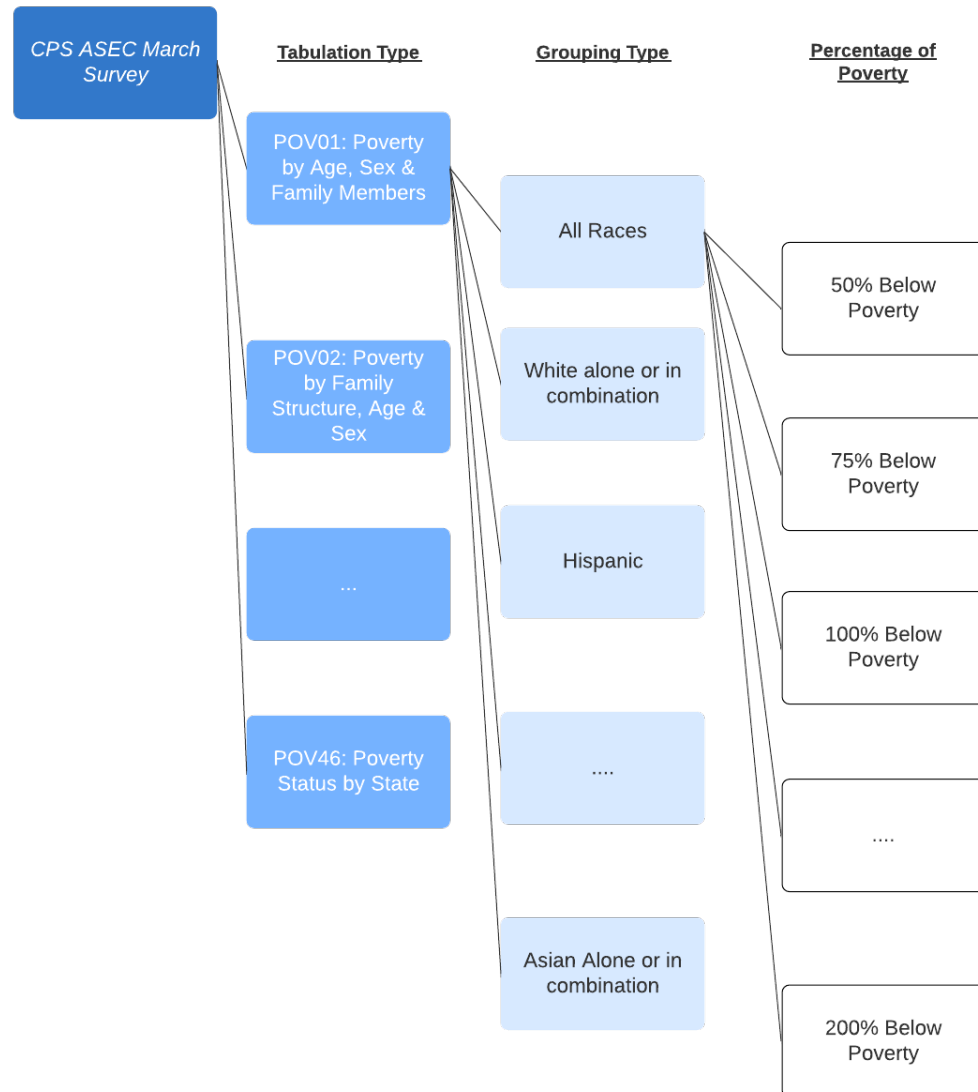 CPS ASEC March
Survey
Tabulation Type
Grouping Type
Percentage of
Poverty
POV01: Poverty
by Age, Sex &
Family Members
POV02: Poverty
by Family
Structure, Age &
Sex
...
POV46: Poverty
Status by State
All Races
White alone or in
combination
Hispanic
....
Asian Alone or in
combination
50% Below
Poverty
75% Below
Poverty
100% Below
Poverty
....
200% Below
Poverty